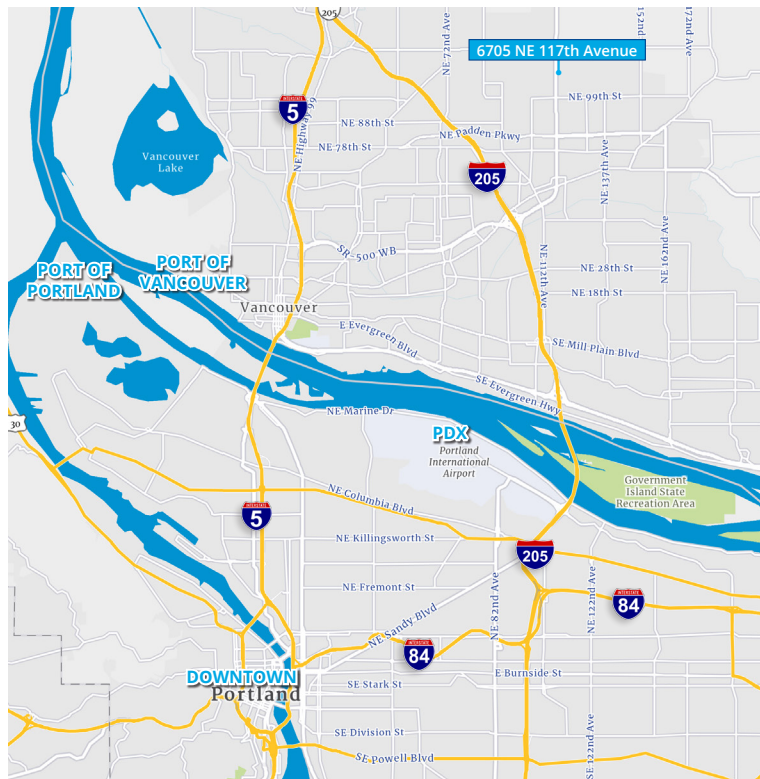 205
6705 NE 117th Avenue
NE 72nd Ave
NE 152nd Ave
NE 172nd Ave
NE 99th St
INTERSTATE
5
NE Highway 99
NE 88th St
NE 78th St
NE Padden Pkwy
205
NE 137th Ave
Vancouver
Lake
SR-500 WB
NE 112th Ave
NE 162nd Ave
NE 28th St
NE 18th St
PORT OF
PORTLAND
PORT OF
VANCOUVER
Vancouver
E Evergreen Blvd
SE Mill Plain Blvd
SE Evergreen Hwy
NE Marine Dr
30
PDX
Portland
International
Airport
Government
Island State
Recreation Area
NE Columbia Blvd
INTERSTATE
5
NE Killingsworth St
205
NE Fremont St
NE Sandy Blvd
NE 82nd Ave
NE 122nd Ave
INTERSTATE
84
INTERSTATE
84
DOWNTOWN
Portland
E Burnside St
SE Stark St
SE Division St
SE Powell Blvd
SE 122nd Ave